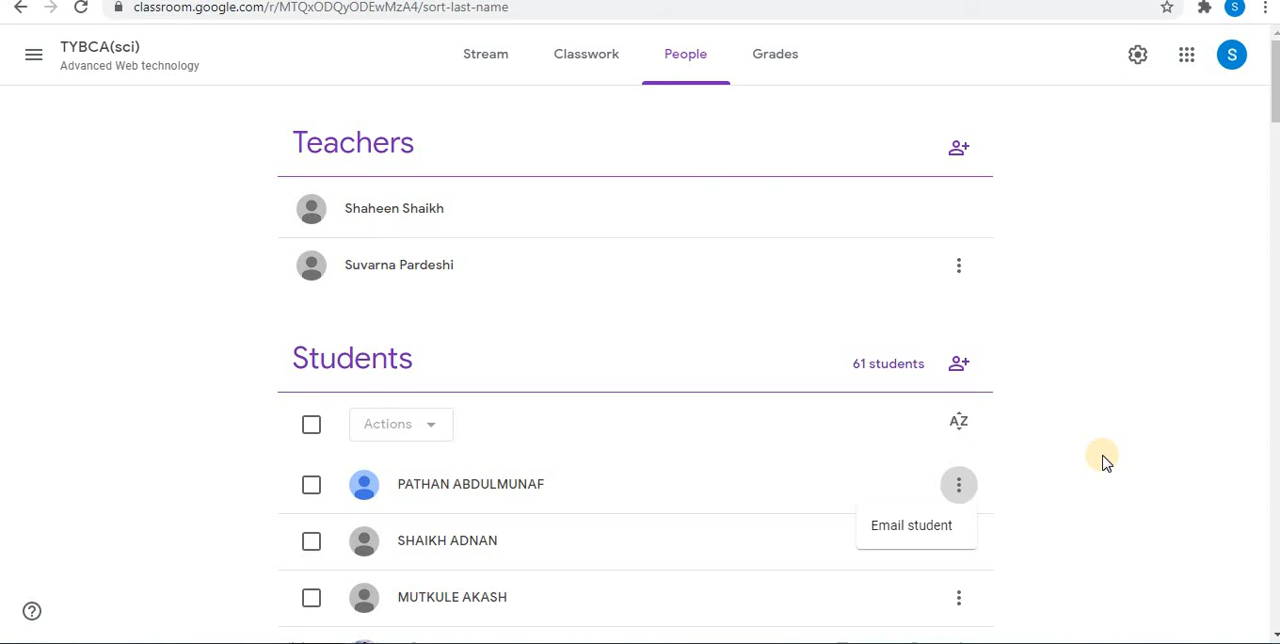 classroom.google.com/r/MTQxODQyODEwMzA4/sort-last-name
S
TYBCA(sci)
Advanced Web technology
Stream
Classwork
People
Grades
S
Teachers
Shaheen Shaikh
Suvarna Pardeshi
Students
61 students
Actions
AZ
PATHAN ABDULMUNAF
Email student
SHAIKH ADNAN
MUTKULE AKASH